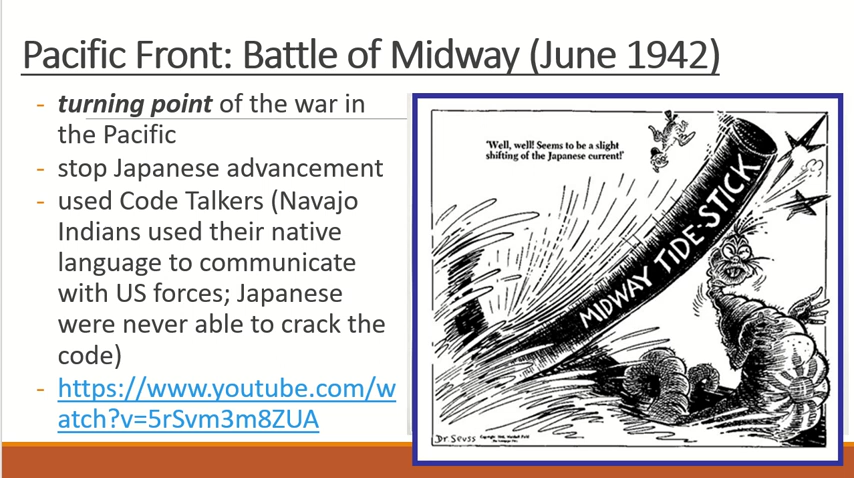 Pacific Front: Battle of Midway (June 1942)
- turning point of the war in
the Pacific
- stop Japanese advancement
- used Code Talkers (Navajo
Indians used their native
language to communicate
with US forces; Japanese
were never able to crack the
code)
- https://www.youtube.com/w
atch?v=5rSvm3m8ZUA
"Well, well! Seems to be a slight
shifting of the Japanese current!"
MIDWAY TIDE-STICK
Dr. Seuss